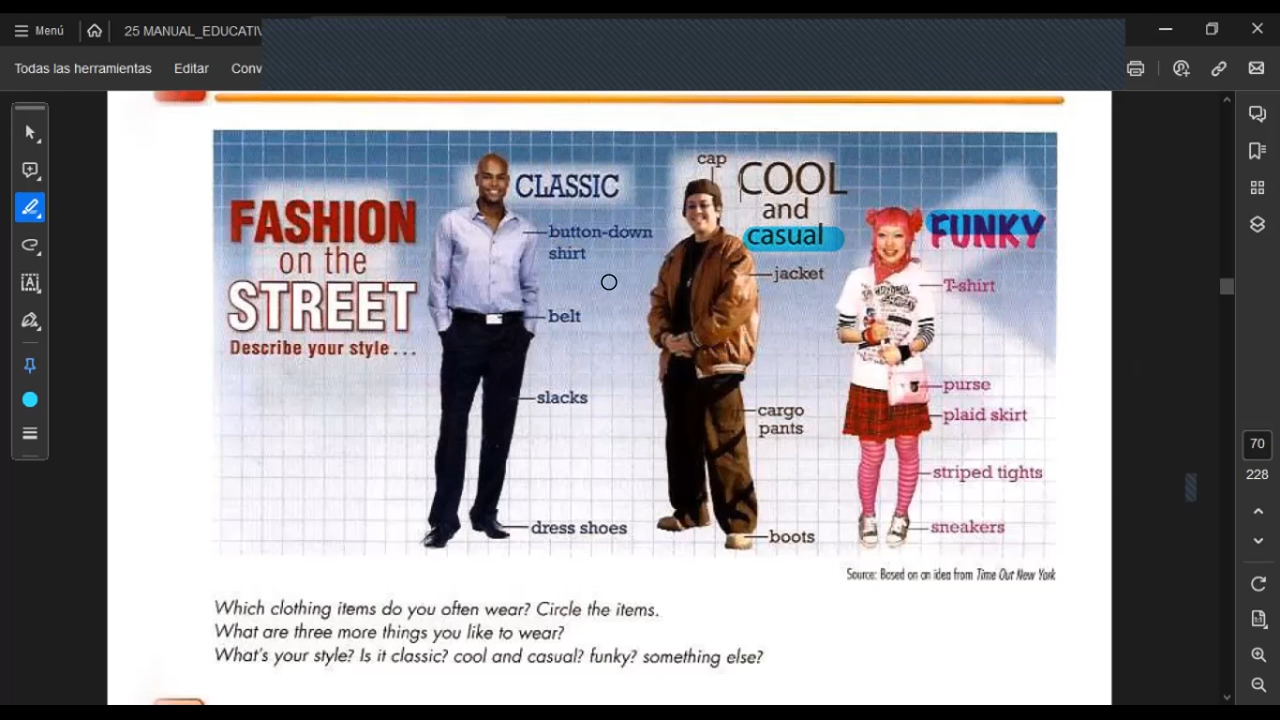 Menú
25 MANUAL_EDUCATIV
Todas las herramientas
Editar
Conv
FASHION
on the
STREET
Describe your style...
CLASSIC
button-down
shirt
belt
slacks
dress shoes
cap
COOL
and
casual
jacket
cargo
pants
boots
FUNKY
T-shirt
purse
plaid skirt
striped tights
sneakers
Source: Based on an idea from Time Out New York
Which clothing items do you often wear? Circle the items.
What are three more things you like to wear?
What's your style? Is it classic? cool and casual? funky? something else?
70
228